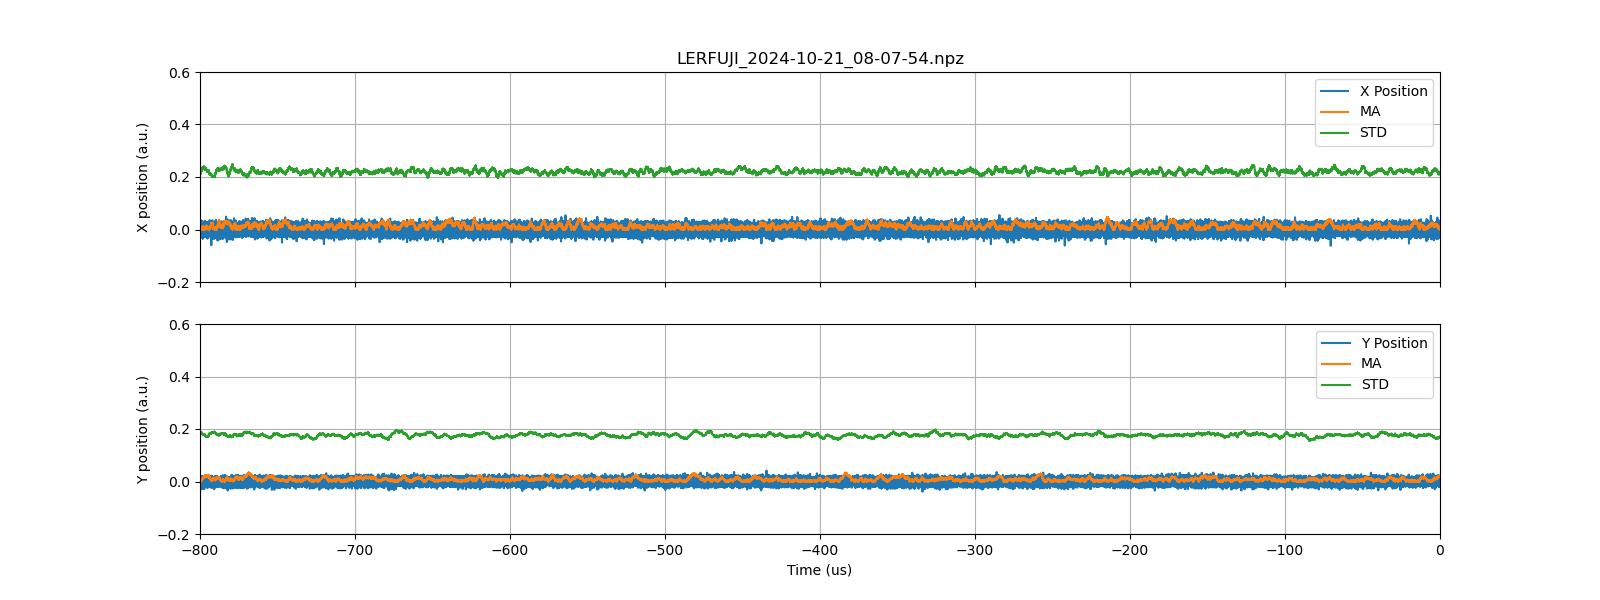 LERFUJI_2024-10-21_08-07-54.npz
X position (a.u.)
0.6
0.4
0.2
0.0
−0.2
X Position
MA
STD
Y position (a.u.)
0.6
0.4
0.2
0.0
−0.2
Y Position
MA
STD
−800 −700 −600 −500 −400 −300 −200 −100 0
Time (us)